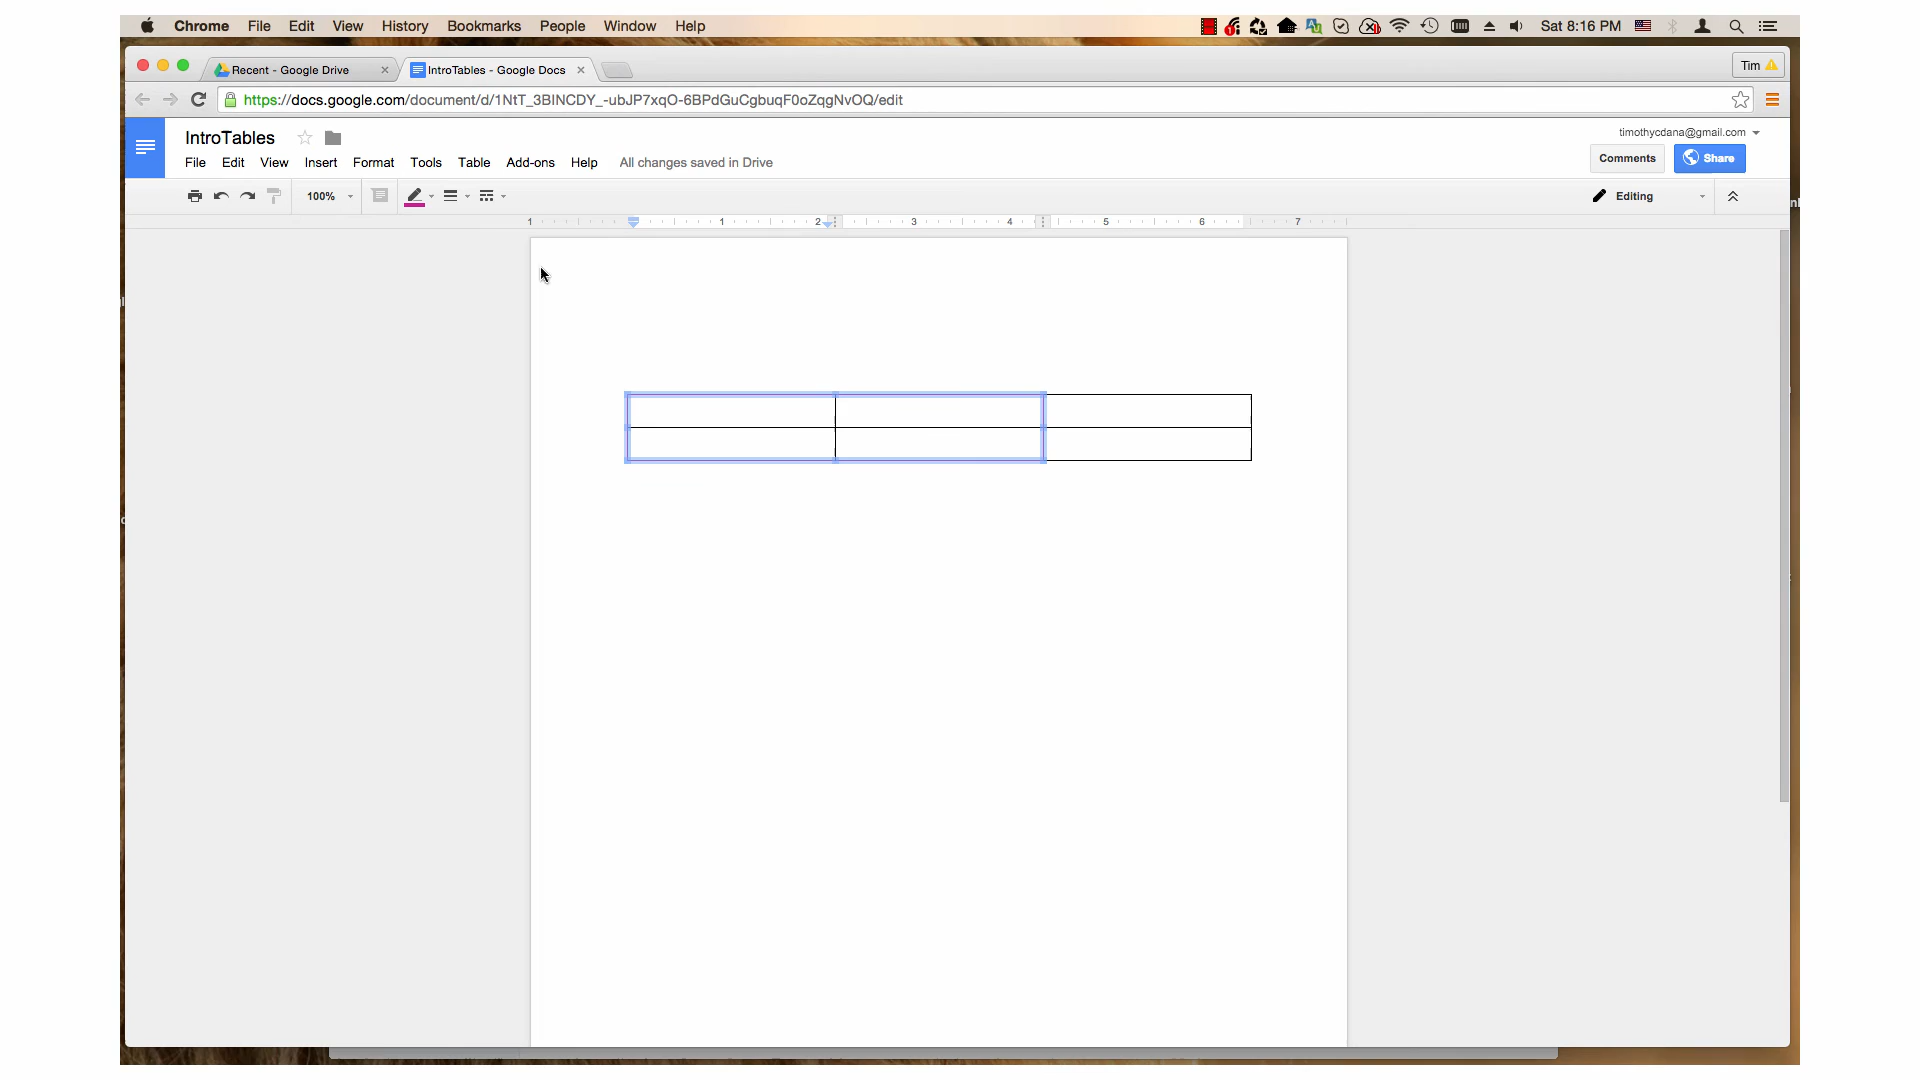 Chrome File Edit View History Bookmarks People Window Help Sat 8:16 PM
Recent - Google Drive IntroTables - Google Docs Tim
https://docs.google.com/document/d/1NtT_3BINCDY_-ubJP7xqO-6BPdGuCgbuqF0oZqgNvOQ/edit
IntroTables timothycdana@gmail.com
File Edit View Insert Format Tools Table Add-ons Help All changes saved in Drive Comments Share
100% Editing
1 1 2 3 4 5 6 7